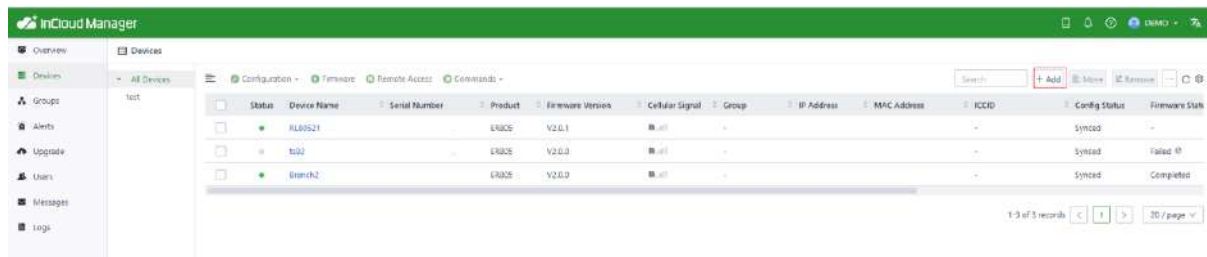 InCloud Manager
DEMO
Overview
Devices
Groups
Alerts
Upgrade
Users
Messages
Logs
Devices
All Devices
test
Configuration Firmware Remote Access Commands
Search + Add Move Remove ...
Status Device Name Serial Number Product Firmware Version Cellular Signal Group IP Address MAC Address ICCID Config Status Firmware Stat
ER805 V2.0.1 - - Synced -
ER805 V2.0.0 - - Synced Failed
Branch2 ER805 V2.0.0 - - Synced Completed
1-3 of 3 records < 1 > 20 / page